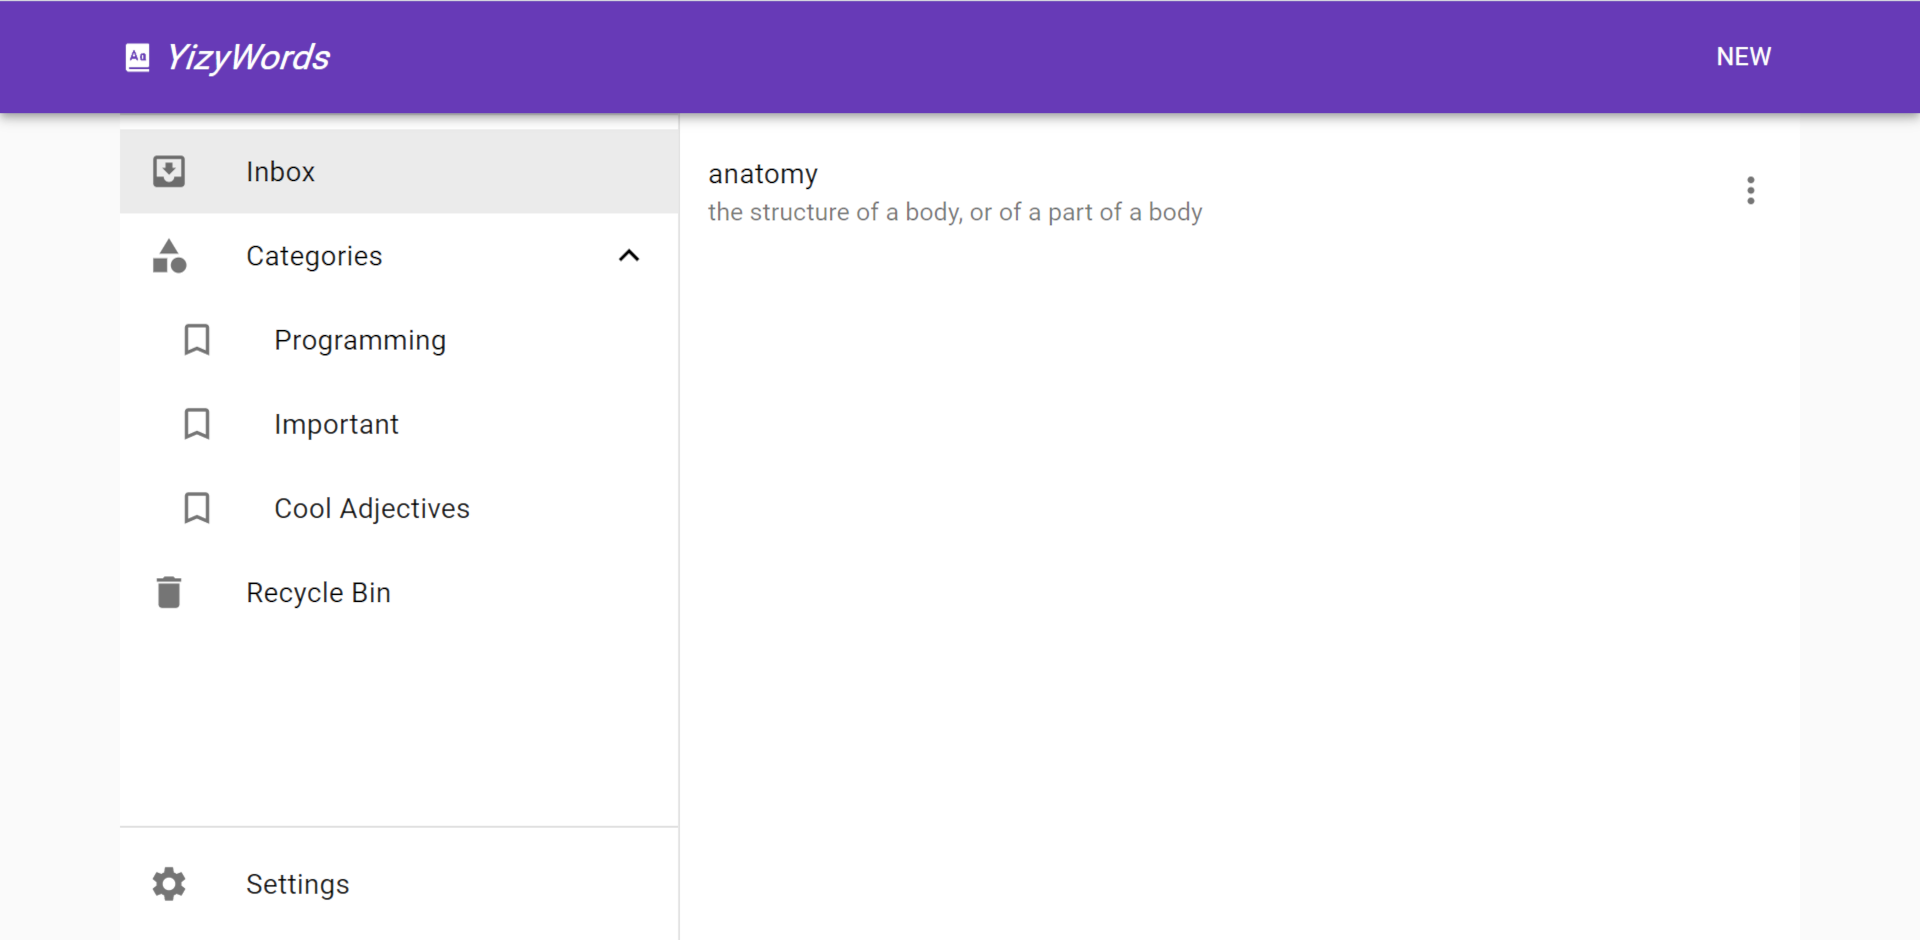 YizyWords
NEW
Inbox
Categories
Programming
Important
Cool Adjectives
Recycle Bin
Settings
anatomy
the structure of a body, or of a part of a body